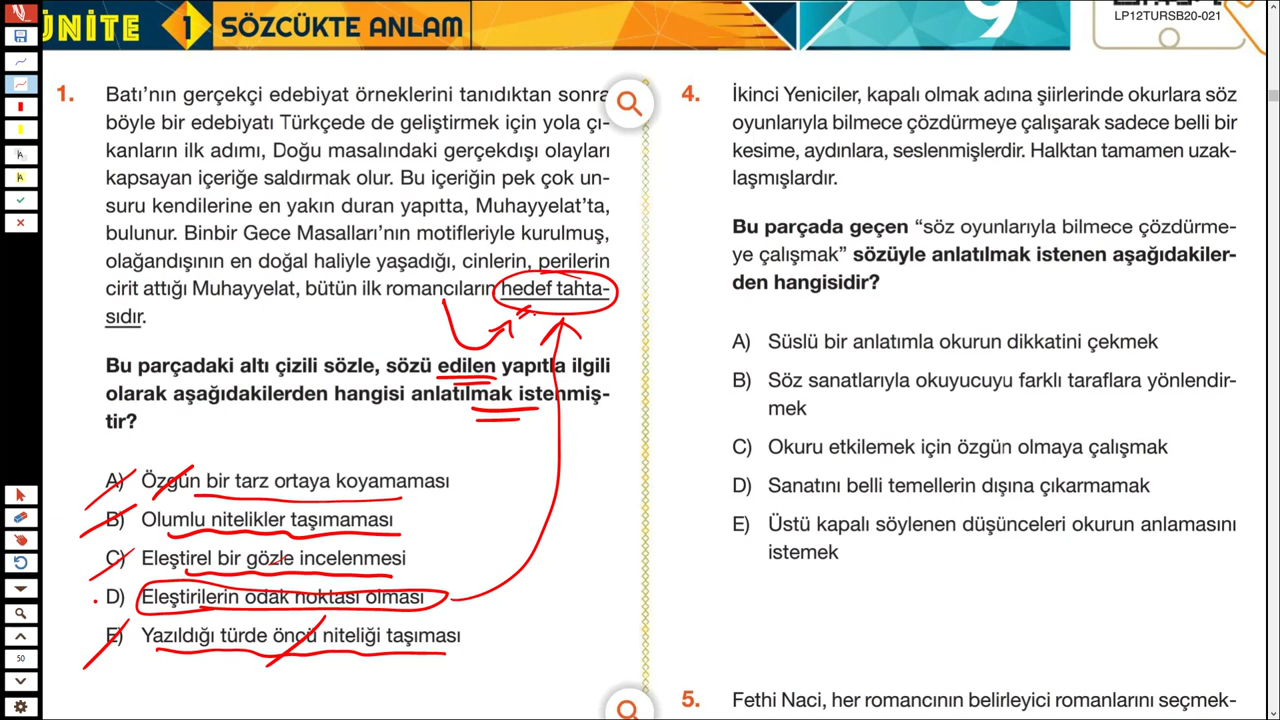 ÜNİTE 1 SÖZCÜKTE ANLAM
9
LP12TURSB20-021
1. Batı’nın gerçekçi edebiyat örneklerini tanıdıktan sonra
böyle bir edebiyatı Türkçede de geliştirmek için yola çı-
kanların ilk adımı, Doğu masalındaki gerçekdışı olayları
kapsayan içeriğe saldırmak olur. Bu içeriğin pek çok un-
suru kendilerine en yakın duran yapıtta, Muhayyelat’ta,
bulunur. Binbir Gece Masalları’nın motifleriyle kurulmuş,
olağandışının en doğal haliyle yaşadığı, cinlerin, perilerin
cirit attığı Muhayyelat, bütün ilk romancıların hedef tahta-
sıdır.
Bu parçadaki altı çizili sözle, sözü edilen yapıtla ilgili
olarak aşağıdakilerden hangisi anlatılmak istenmiş-
tir?
A) Özgün bir tarz ortaya koyamaması
B) Olumlu nitelikler taşımaması
C) Eleştirel bir gözle incelenmesi
D) Eleştirilerin odak noktası olması
E) Yazıldığı türde öncü niteliği taşıması
4. İkinci Yeniciler, kapalı olmak adına şiirlerinde okurlara söz
oyunlarıyla bilmece çözdürmeye çalışarak sadece belli bir
kesime, aydınlara, seslenmişlerdir. Halktan tamamen uzak-
laşmışlardır.
Bu parçada geçen “söz oyunlarıyla bilmece çözdürme-
ye çalışmak” sözüyle anlatılmak istenen aşağıdakiler-
den hangisidir?
A) Süslü bir anlatımla okurun dikkatini çekmek
B) Söz sanatlarıyla okuyucuyu farklı taraflara yönlendir-
mek
C) Okuru etkilemek için özgün olmaya çalışmak
D) Sanatını belli temellerin dışına çıkarmamak
E) Üstü kapalı söylenen düşünceleri okurun anlamasını
istemek
5. Fethi Naci, her romancının belirleyici romanlarını seçmek-
50